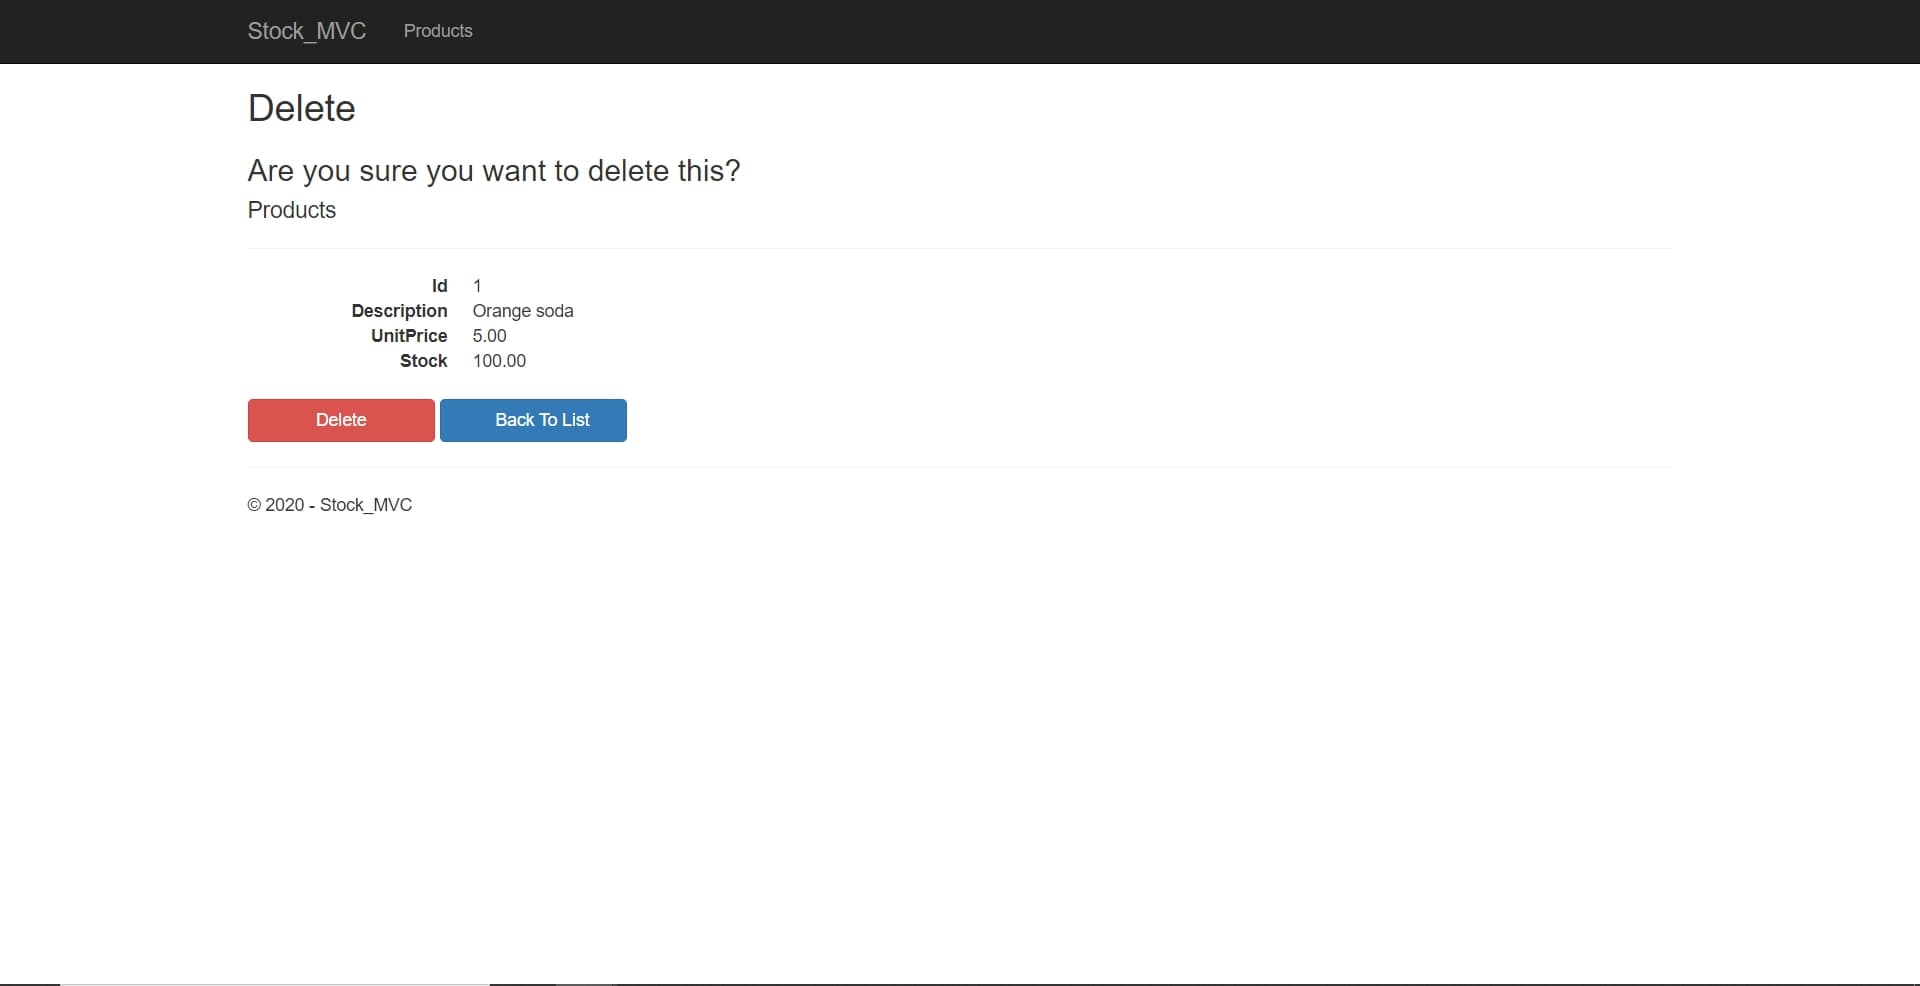 Stock_MVC Products
Delete
Are you sure you want to delete this?
Products
Id 1
Description Orange soda
UnitPrice 5.00
Stock 100.00
Delete Back To List
© 2020 - Stock_MVC